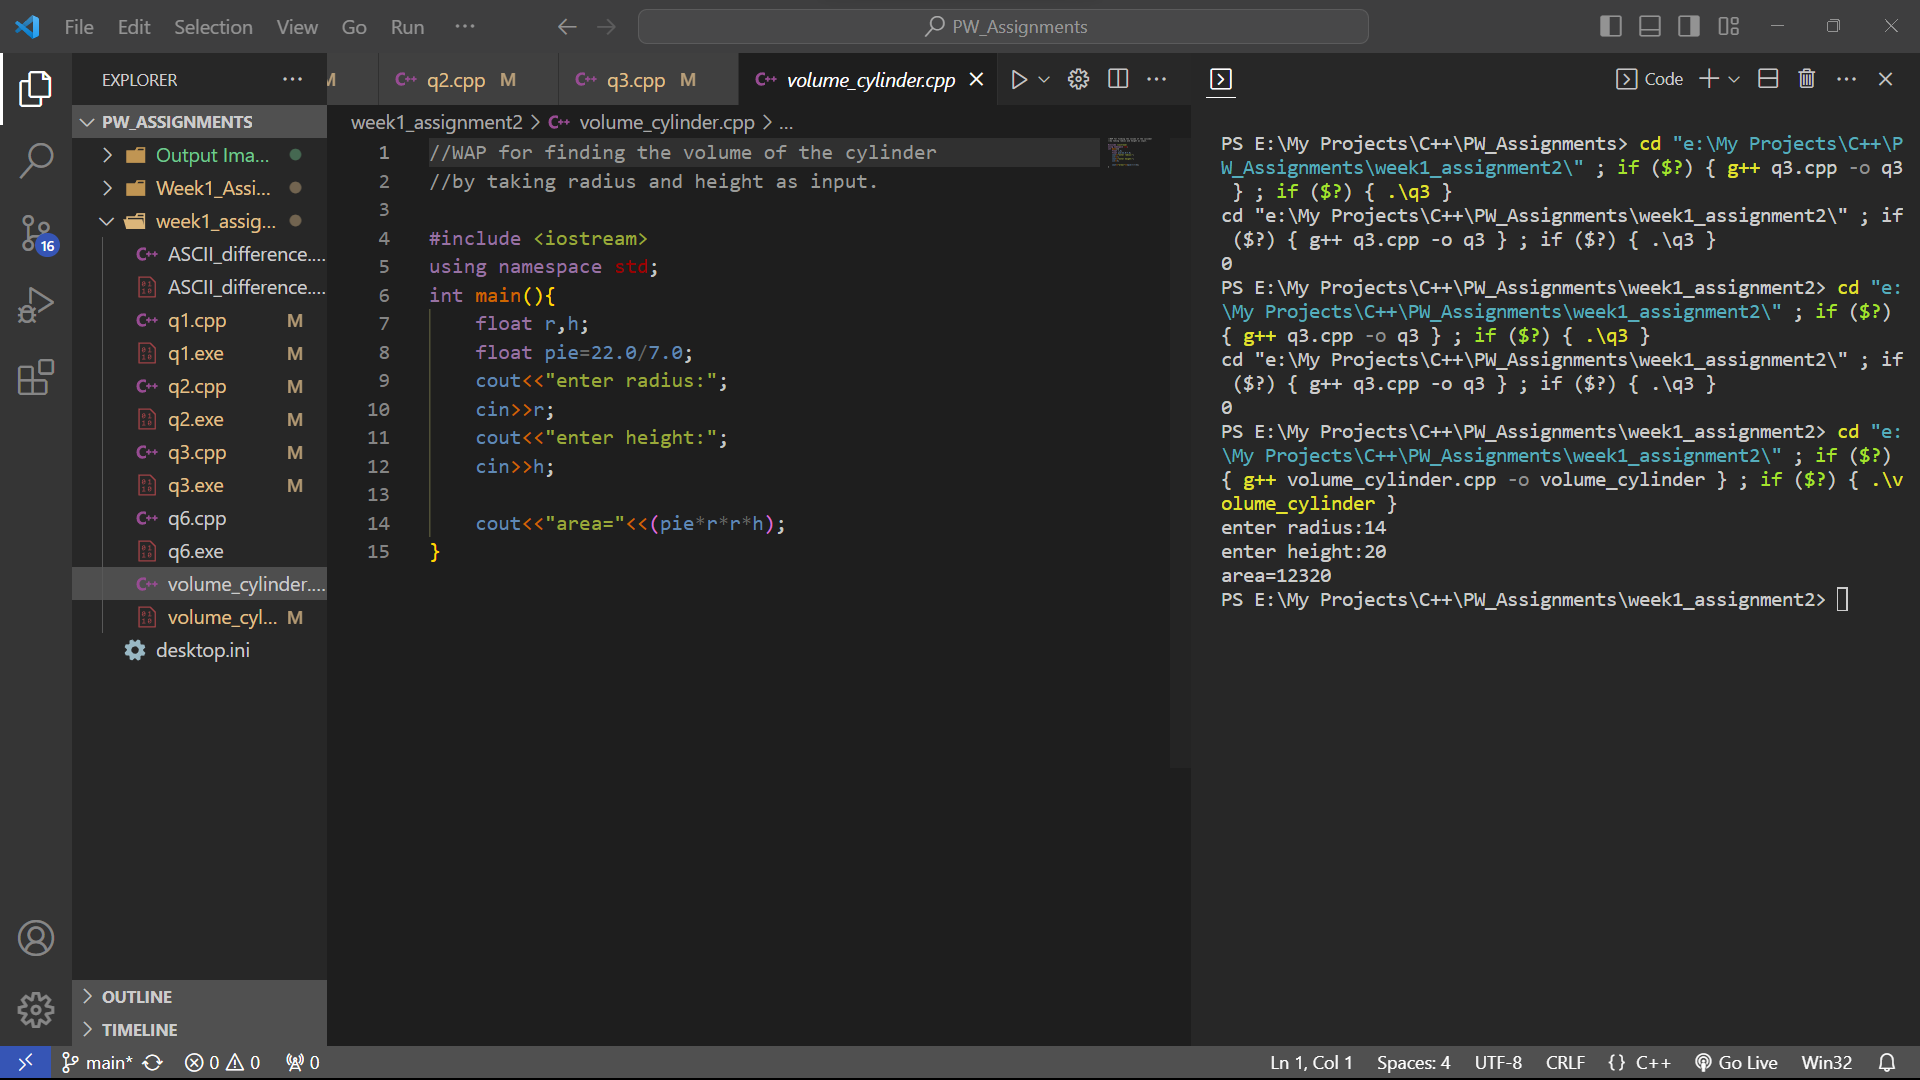 File Edit Selection View Go Run ···
PW_Assignments
EXPLORER ···
PW_ASSIGNMENTS
Output Ima...
Week1_Assi...
week1_assig...
ASCII_difference....
ASCII_difference....
q1.cpp M
q1.exe M
q2.cpp M
q2.exe M
q3.cpp M
q3.exe M
q6.cpp
q6.exe
volume_cylinder....
volume_cyl... M
desktop.ini
OUTLINE
TIMELINE
16
M q2.cpp M q3.cpp M volume_cylinder.cpp
week1_assignment2 > volume_cylinder.cpp > ...
1 //WAP for finding the volume of the cylinder
2 //by taking radius and height as input.
3
4 #include <iostream>
5 using namespace std;
6 int main(){
7 float r,h;
8 float pie=22.0/7.0;
9 cout<<"enter radius:";
10 cin>>r;
11 cout<<"enter height:";
12 cin>>h;
13
14 cout<<"area="<<(pie*r*r*h);
15 }
Code
PS E:\My Projects\C++\PW_Assignments> cd "e:\My Projects\C++\P
W_Assignments\week1_assignment2\" ; if ($?) { g++ q3.cpp -o q3
} ; if ($?) { .\q3 }
cd "e:\My Projects\C++\PW_Assignments\week1_assignment2\" ; if
($?) { g++ q3.cpp -o q3 } ; if ($?) { .\q3 }
0
PS E:\My Projects\C++\PW_Assignments\week1_assignment2> cd "e:
\My Projects\C++\PW_Assignments\week1_assignment2\" ; if ($?)
{ g++ q3.cpp -o q3 } ; if ($?) { .\q3 }
cd "e:\My Projects\C++\PW_Assignments\week1_assignment2\" ; if
($?) { g++ q3.cpp -o q3 } ; if ($?) { .\q3 }
0
PS E:\My Projects\C++\PW_Assignments\week1_assignment2> cd "e:
\My Projects\C++\PW_Assignments\week1_assignment2\" ; if ($?)
{ g++ volume_cylinder.cpp -o volume_cylinder } ; if ($?) { .\v
olume_cylinder }
enter radius:14
enter height:20
area=12320
PS E:\My Projects\C++\PW_Assignments\week1_assignment2>
main* 0 0 0 Ln 1, Col 1 Spaces: 4 UTF-8 CRLF {} C++ Go Live Win32